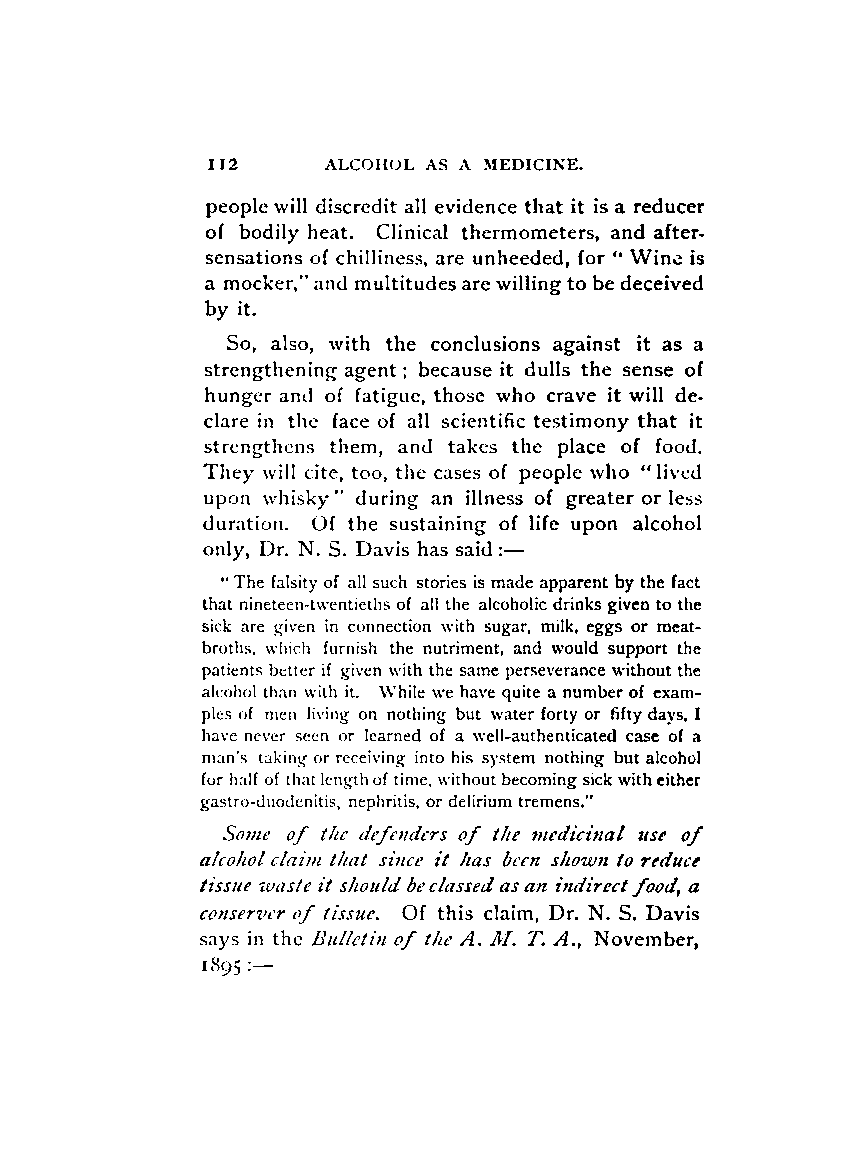 112 ALCOHOL AS A MEDICINE.
people will discredit all evidence that it is a reducer
of bodily heat. Clinical thermometers, and after-
sensations of chilliness, are unheeded, for “ Wine is
a mocker,” and multitudes are willing to be deceived
by it.
So, also, with the conclusions against it as a
strengthening agent ; because it dulls the sense of
hunger and of fatigue, those who crave it will de-
clare in the face of all scientific testimony that it
strengthens them, and takes the place of food.
They will cite, too, the cases of people who “ lived
upon whisky ” during an illness of greater or less
duration. Of the sustaining of life upon alcohol
only, Dr. N. S. Davis has said :—
“ The falsity of all such stories is made apparent by the fact
that nineteen-twentieths of all the alcoholic drinks given to the
sick are given in connection with sugar, milk, eggs or meat-
broths, which furnish the nutriment, and would support the
patients better if given with the same perseverance without the
alcohol than with it. While we have quite a number of exam-
ples of men living on nothing but water forty or fifty days, I
have never seen or learned of a well-authenticated case of a
man's taking or receiving into his system nothing but alcohol
for half of that length of time, without becoming sick with either
gastro-duodenitis, nephritis, or delirium tremens.”
Some of the defenders of the medicinal use of
alcohol claim that since it has been shown to reduce
tissue waste it should be classed as an indirect food, a
conserver of tissue. Of this claim, Dr. N. S. Davis
says in the Bulletin of the A. M. T. A., November,
1895 :—